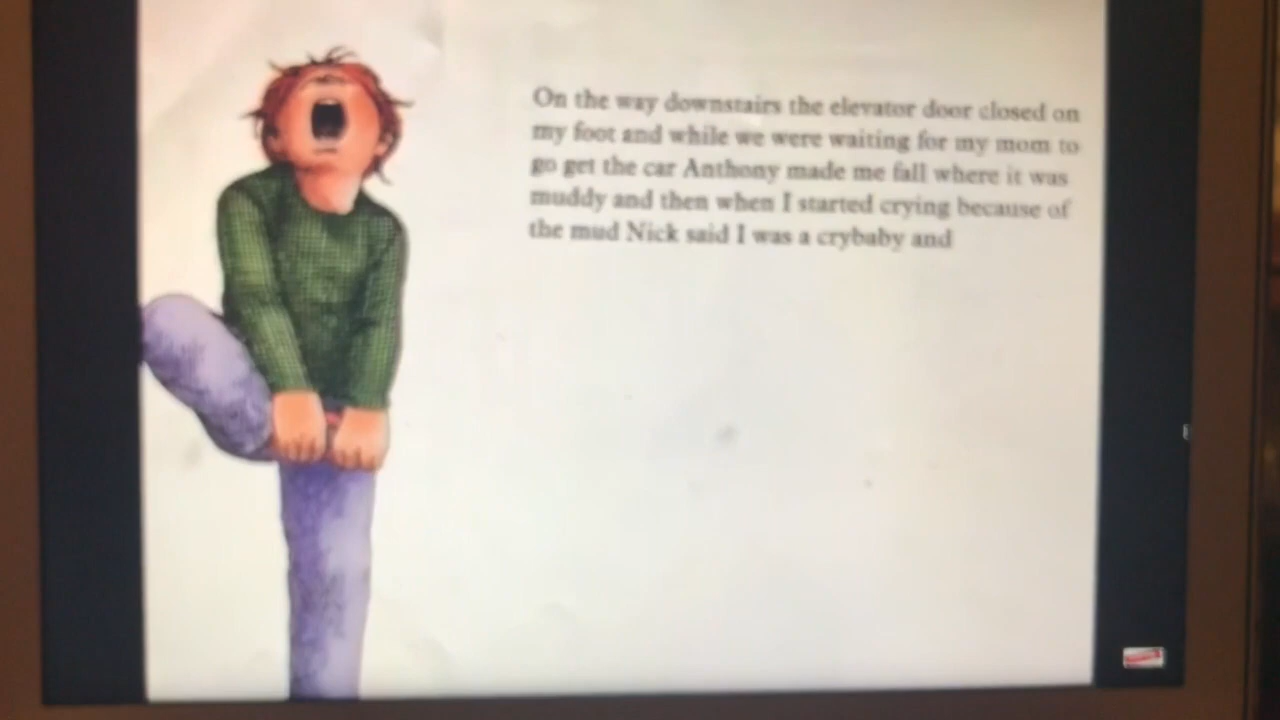 On the way downstairs the elevator door closed on
my foot and while we were waiting for my mom to
go get the car Anthony made me fall where it was
muddy and then when I started crying because of
the mud Nick said I was a crybaby and